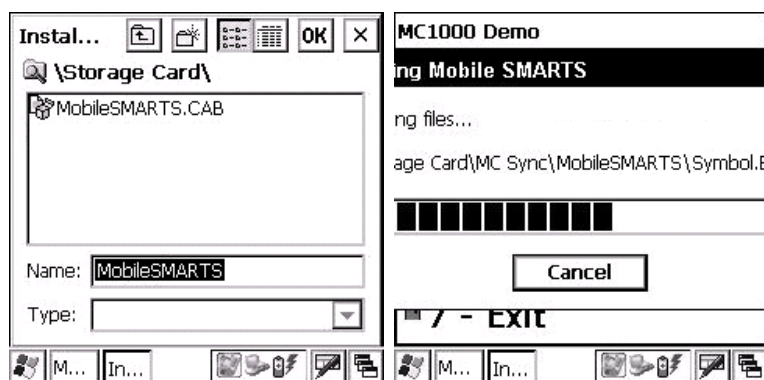 Instal...
OK
\Storage Card\
MobileSMARTS.CAB
Name: MobileSMARTS
Type:
M...
In...
MC1000 Demo
ing Mobile SMARTS
ng files...
age Card\MC Sync\MobileSMARTS\Symbol.B
Cancel
7 - Exit
M...
In...